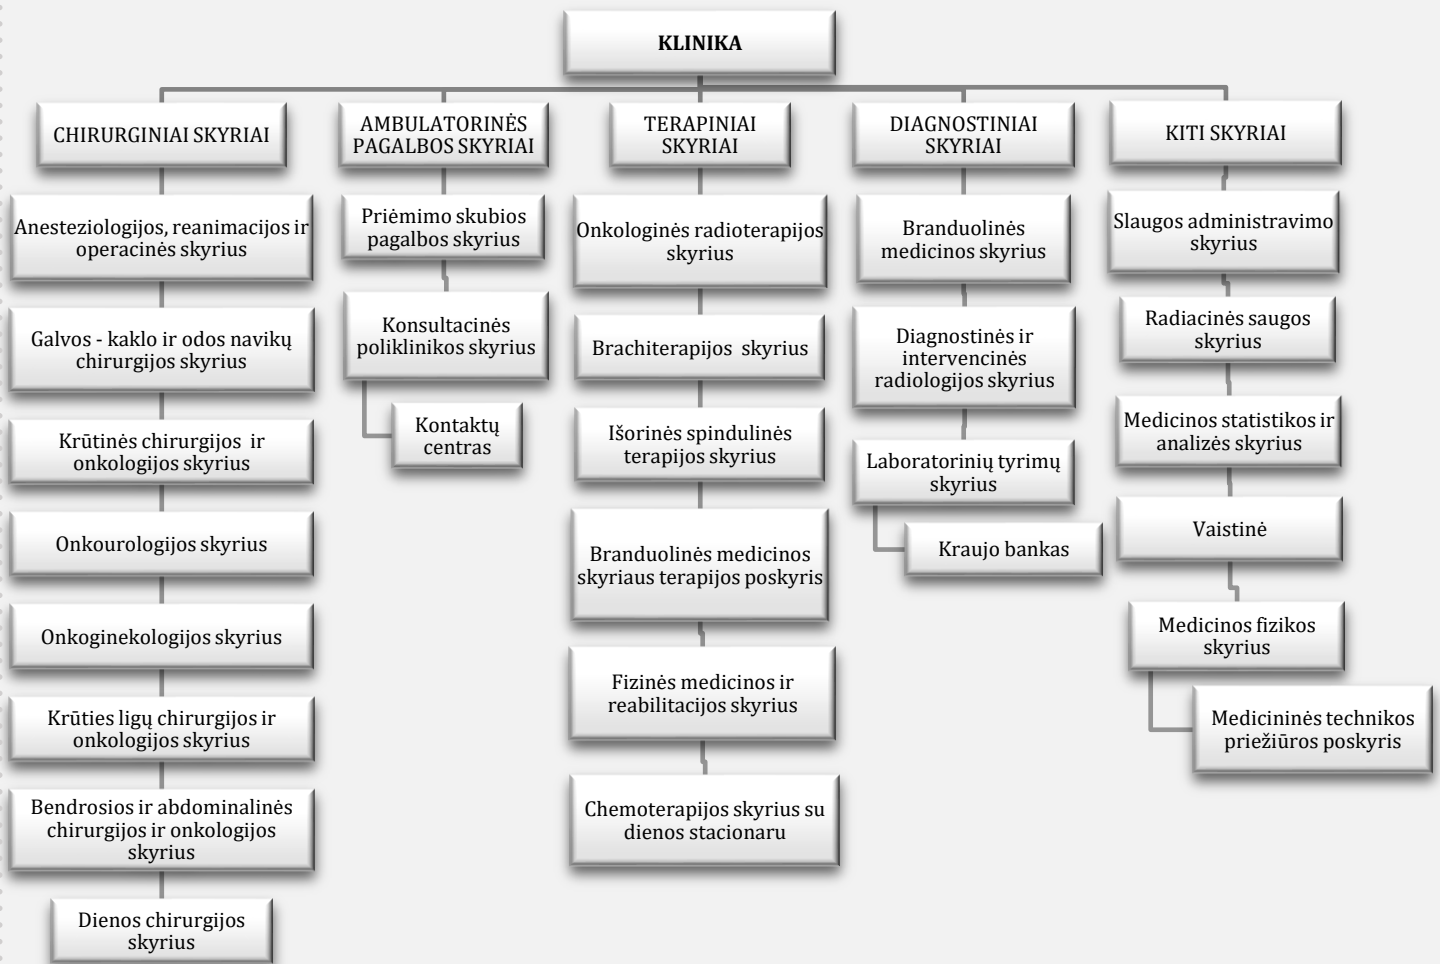 KLINIKA
CHIRURGINIAI SKYRIAI
Anesteziologijos, reanimacijos ir
operacinės skyrius
Galvos - kaklo ir odos navikų
chirurgijos skyrius
Krūtinės chirurgijos ir
onkologijos skyrius
Onkourologijos skyrius
Onkoginekologijos skyrius
Krūties ligų chirurgijos ir
onkologijos skyrius
Bendrosios ir abdominalinės
chirurgijos ir onkologijos
skyrius
Dienos chirurgijos
skyrius
AMBULATORINĖS
PAGALBOS SKYRIAI
Priėmimo skubios
pagalbos skyrius
Konsultacinės
poliklinikos skyrius
Kontaktų
centras
TERAPINIAI
SKYRIAI
Onkologinės radioterapijos
skyrius
Brachiterapijos skyrius
Išorinės spindulinės
terapijos skyrius
Branduolinės medicinos
skyriaus terapijos poskyris
Fizinės medicinos ir
reabilitacijos skyrius
Chemoterapijos skyrius su
dienos stacionaru
DIAGNOSTINIAI
SKYRIAI
Branduolinės
medicinos skyrius
Diagnostinės ir
intervencinės
radiologijos skyrius
Laboratorinių tyrimų
skyrius
Kraujo bankas
KITI SKYRIAI
Slaugos administravimo
skyrius
Radiacinės saugos
skyrius
Medicinos statistikos ir
analizės skyrius
Vaistinė
Medicinos fizikos
skyrius
Medicininės technikos
priežiūros poskyris